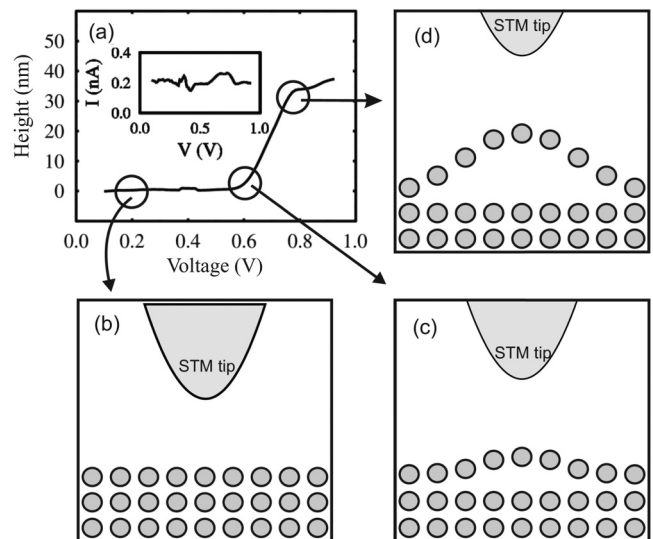 (a)
Height (nm)
60
50
40
30
20
10
0
0.0 0.2 0.4 0.6 0.8 1.0
Voltage (V)
I (nA)
0.4
0.2
0.0
0.0 0.5 1.0
V (V)
(d)
STM tip
(b)
STM tip
(c)
STM tip